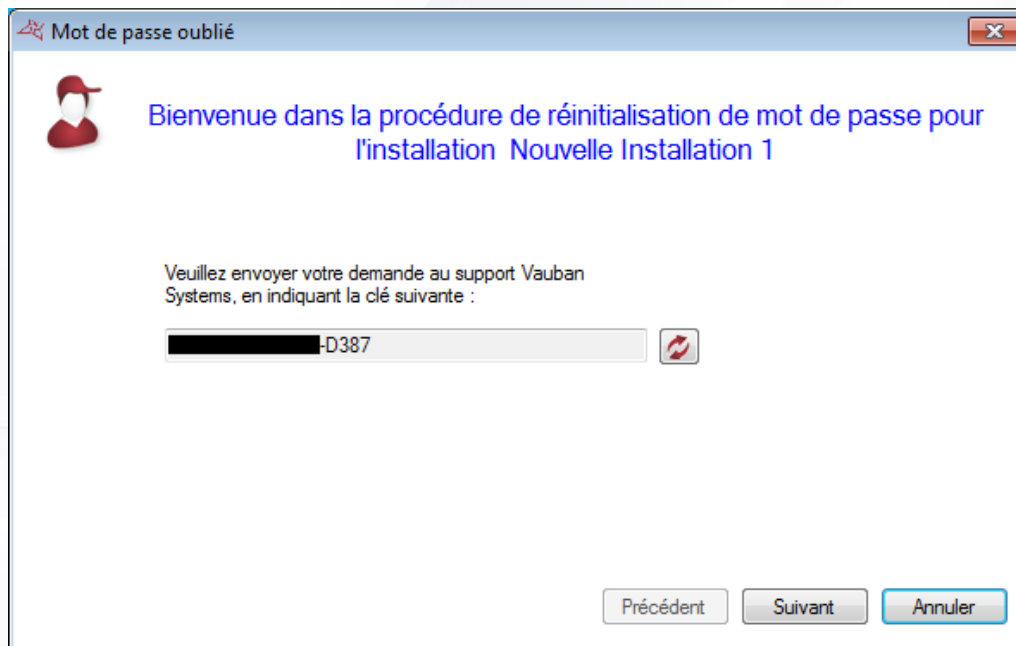 Mot de passe oublié
Bienvenue dans la procédure de réinitialisation de mot de passe pour
l'installation  Nouvelle Installation 1
Veuillez envoyer votre demande au support Vauban
Systems, en indiquant la clé suivante :
-D387
Précédent
Suivant
Annuler